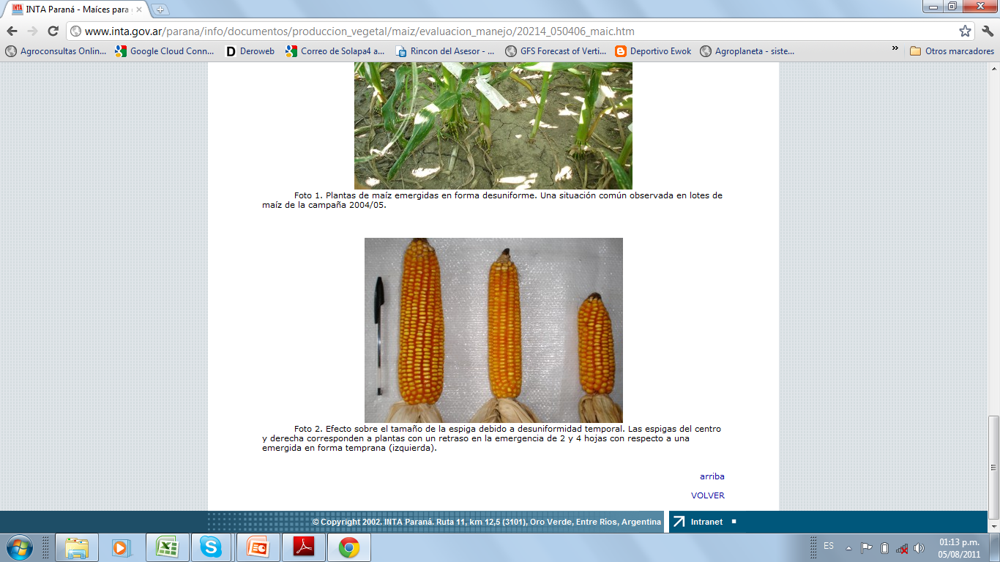 INTA Paraná - Maíces para
www.inta.gov.ar/parana/info/documentos/produccion_vegetal/maiz/evaluacion_manejo/20214_050406_maic.htm
Agroconsultas Onlin... Google Cloud Conn... Deroweb Correo de Solapa4 a... Rincon del Asesor - ... GFS Forecast of Verti... Deportivo Ewok Agroplaneta - siste... » Otros marcadores
Foto 1. Plantas de maíz emergidas en forma desuniforme. Una situación común observada en lotes de
maíz de la campaña 2004/05.
Foto 2. Efecto sobre el tamaño de la espiga debido a desuniformidad temporal. Las espigas del centro
y derecha corresponden a plantas con un retraso en la emergencia de 2 y 4 hojas con respecto a una
emergida en forma temprana (izquierda).
arriba
VOLVER
© Copyright 2002. INTA Paraná. Ruta 11, km 12,5 (3101), Oro Verde, Entre Ríos, Argentina Intranet
ES 01:13 p.m.
05/08/2011